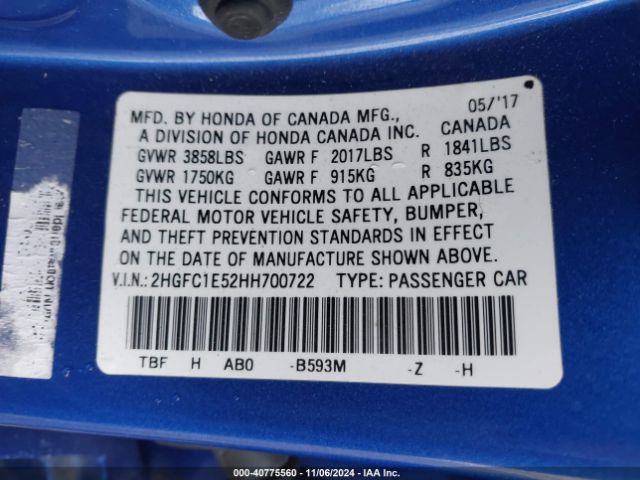 MFD. BY HONDA OF CANADA MFG., 05/'17
A DIVISION OF HONDA CANADA INC. CANADA
GVWR 3858LBS GAWR F 2017LBS R 1841LBS
GVWR 1750KG GAWR F 915KG R 835KG
THIS VEHICLE CONFORMS TO ALL APPLICABLE
FEDERAL MOTOR VEHICLE SAFETY, BUMPER,
AND THEFT PREVENTION STANDARDS IN EFFECT
ON THE DATE OF MANUFACTURE SHOWN ABOVE.
V.I.N.: 2HGFC1E52HH700722 TYPE: PASSENGER CAR
TBF H AB0 -B593M -Z -H
STOCK: 40775560 | 11/06/2024 | IAA Inc.